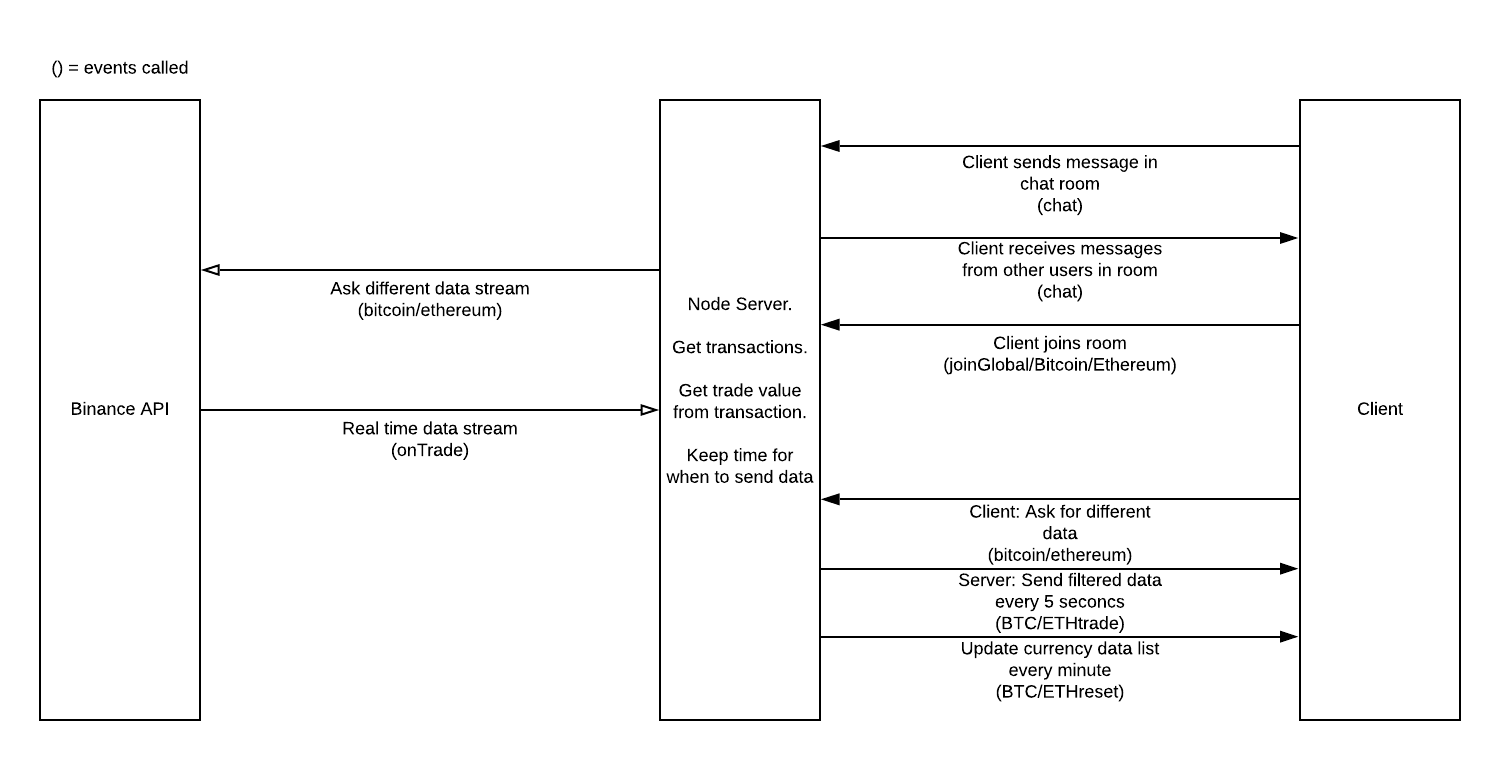 () = events called
Binance API
Ask different data stream
(bitcoin/ethereum)
Real time data stream
(onTrade)
Node Server.
Get transactions.
Get trade value
from transaction.
Keep time for
when to send data
Client sends message in
chat room
(chat)
Client receives messages
from other users in room
(chat)
Client joins room
(joinGlobal/Bitcoin/Ethereum)
Client: Ask for different
data
(bitcoin/ethereum)
Server: Send filtered data
every 5 seconcs
(BTC/ETHtrade)
Update currency data list
every minute
(BTC/ETHreset)
Client